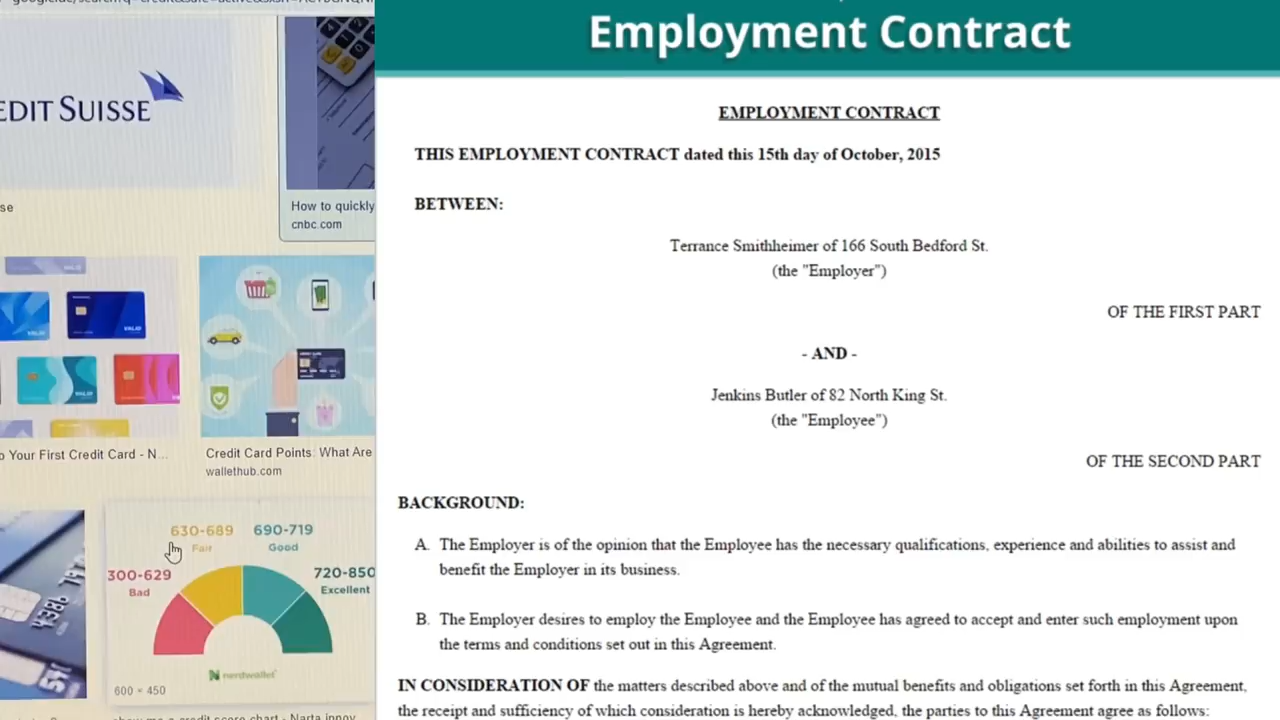 EDIT SUISSE
se
How to quickly
cnbc.com
VALID
VALID
o Your First Credit Card - N...
Credit Card Points: What Are
wallethub.com
630-689
Fair
690-719
Good
300-629
Bad
720-850
Excellent
nerdwallet
600 × 450
Employment Contract
EMPLOYMENT CONTRACT
THIS EMPLOYMENT CONTRACT dated this 15th day of October, 2015
BETWEEN:
Terrance Smithheimer of 166 South Bedford St.
(the "Employer")
OF THE FIRST PART
- AND -
Jenkins Butler of 82 North King St.
(the "Employee")
OF THE SECOND PART
BACKGROUND:
A. The Employer is of the opinion that the Employee has the necessary qualifications, experience and abilities to assist and
benefit the Employer in its business.
B. The Employer desires to employ the Employee and the Employee has agreed to accept and enter such employment upon
the terms and conditions set out in this Agreement.
IN CONSIDERATION OF the matters described above and of the mutual benefits and obligations set forth in this Agreement,
the receipt and sufficiency of which consideration is hereby acknowledged, the parties to this Agreement agree as follows: